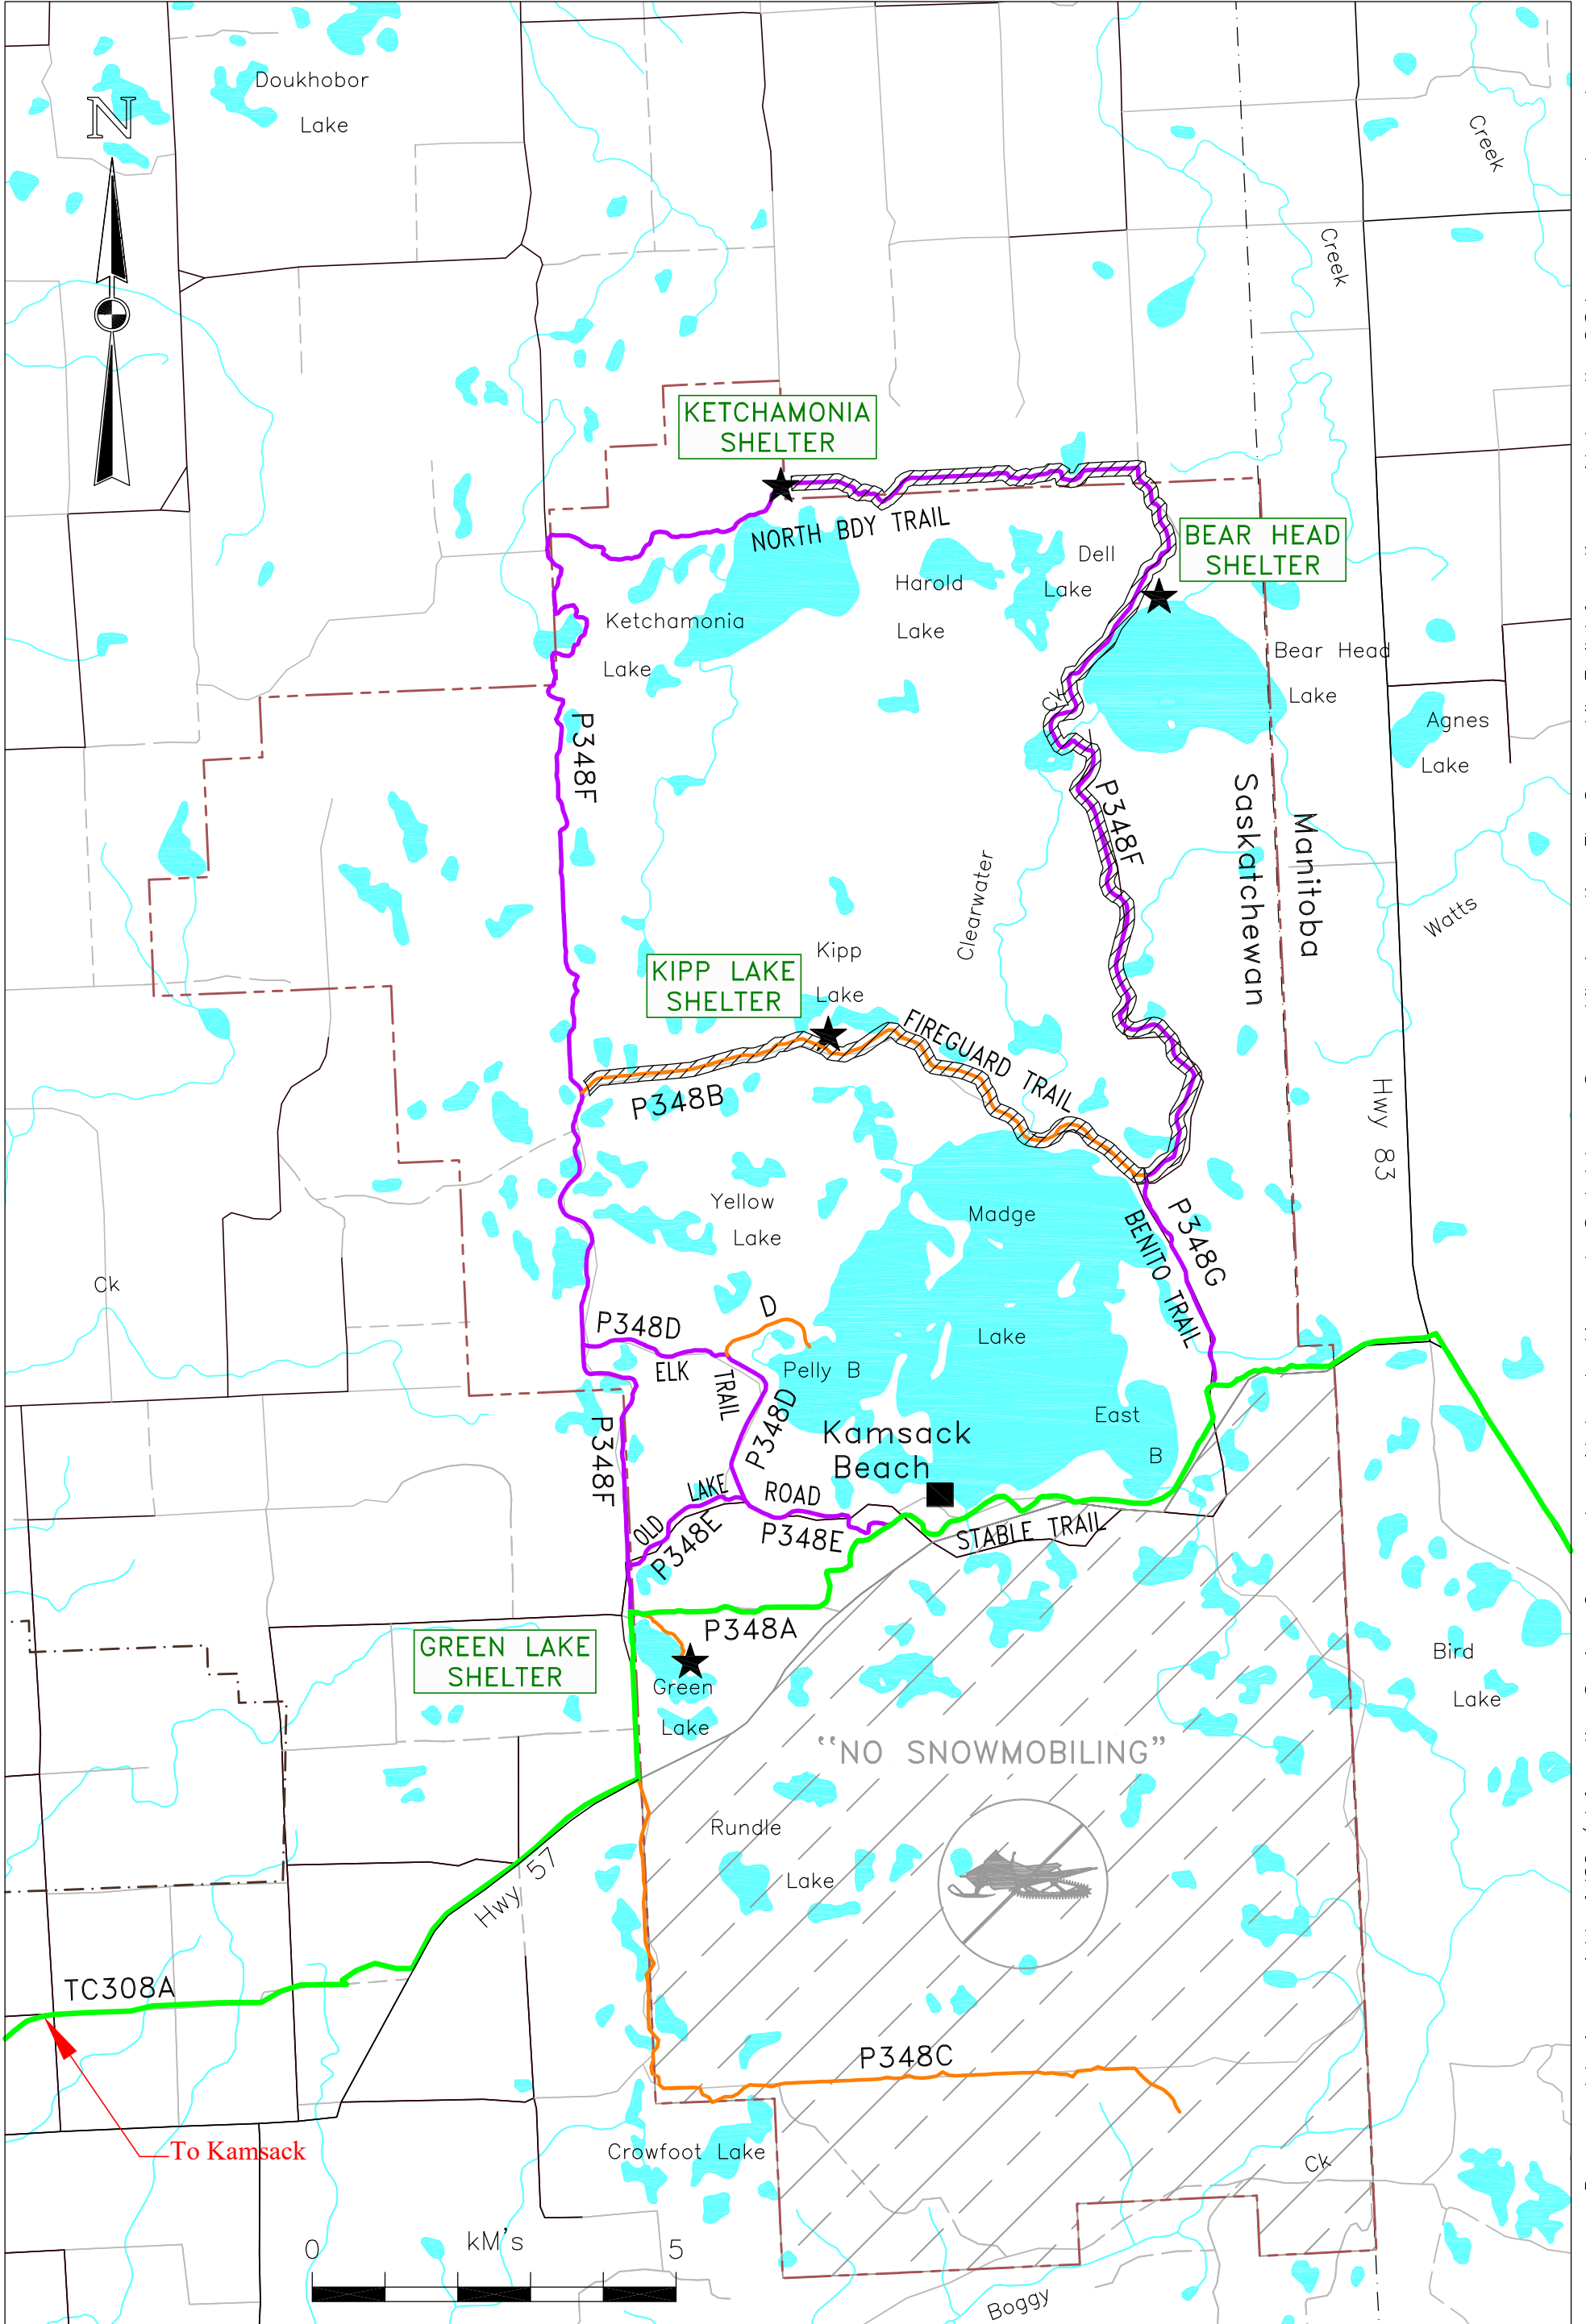 Doukhobor
Lake
N
Creek
Creek
KETCHAMONIA
SHELTER
NORTH BDY TRAIL
BEAR HEAD
SHELTER
Dell
Lake
Harold
Lake
Ketchamonia
Lake
Bear Head
Lake
Ck
Agnes
Lake
P348F
P348F
Saskatchewan
Manitoba
Clearwater
Watts
Kipp
Lake
KIPP LAKE
SHELTER
FIREGUARD TRAIL
P348B
Hwy 83
Yellow
Lake
Madge
Lake
P348G
BENITO TRAIL
Ck
P348D
D
ELK
TRAIL
Pelly B
P348D
East
B
Kamsack
Beach
P348F
OLD
LAKE
ROAD
P348E
P348E
STABLE TRAIL
P348A
GREEN LAKE
SHELTER
Green
Lake
Bird
Lake
“NO SNOWMOBILING”
Rundle
Lake
Hwy 57
TC308A
P348C
To Kamsack
Crowfoot Lake
Ck
kM's
0
5
Boggy